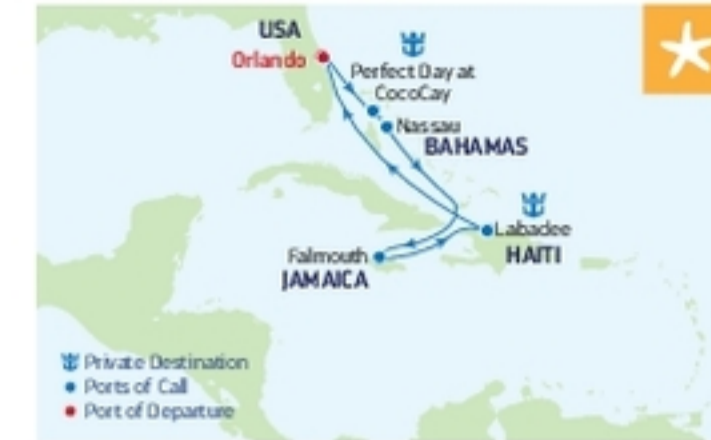 USA
Orlando
Perfect Day at
CocoCay
Nassau
BAHAMAS
Labadee
HAITI
Falmouth
JAMAICA
Private Destination
Ports of Call
Port of Departure